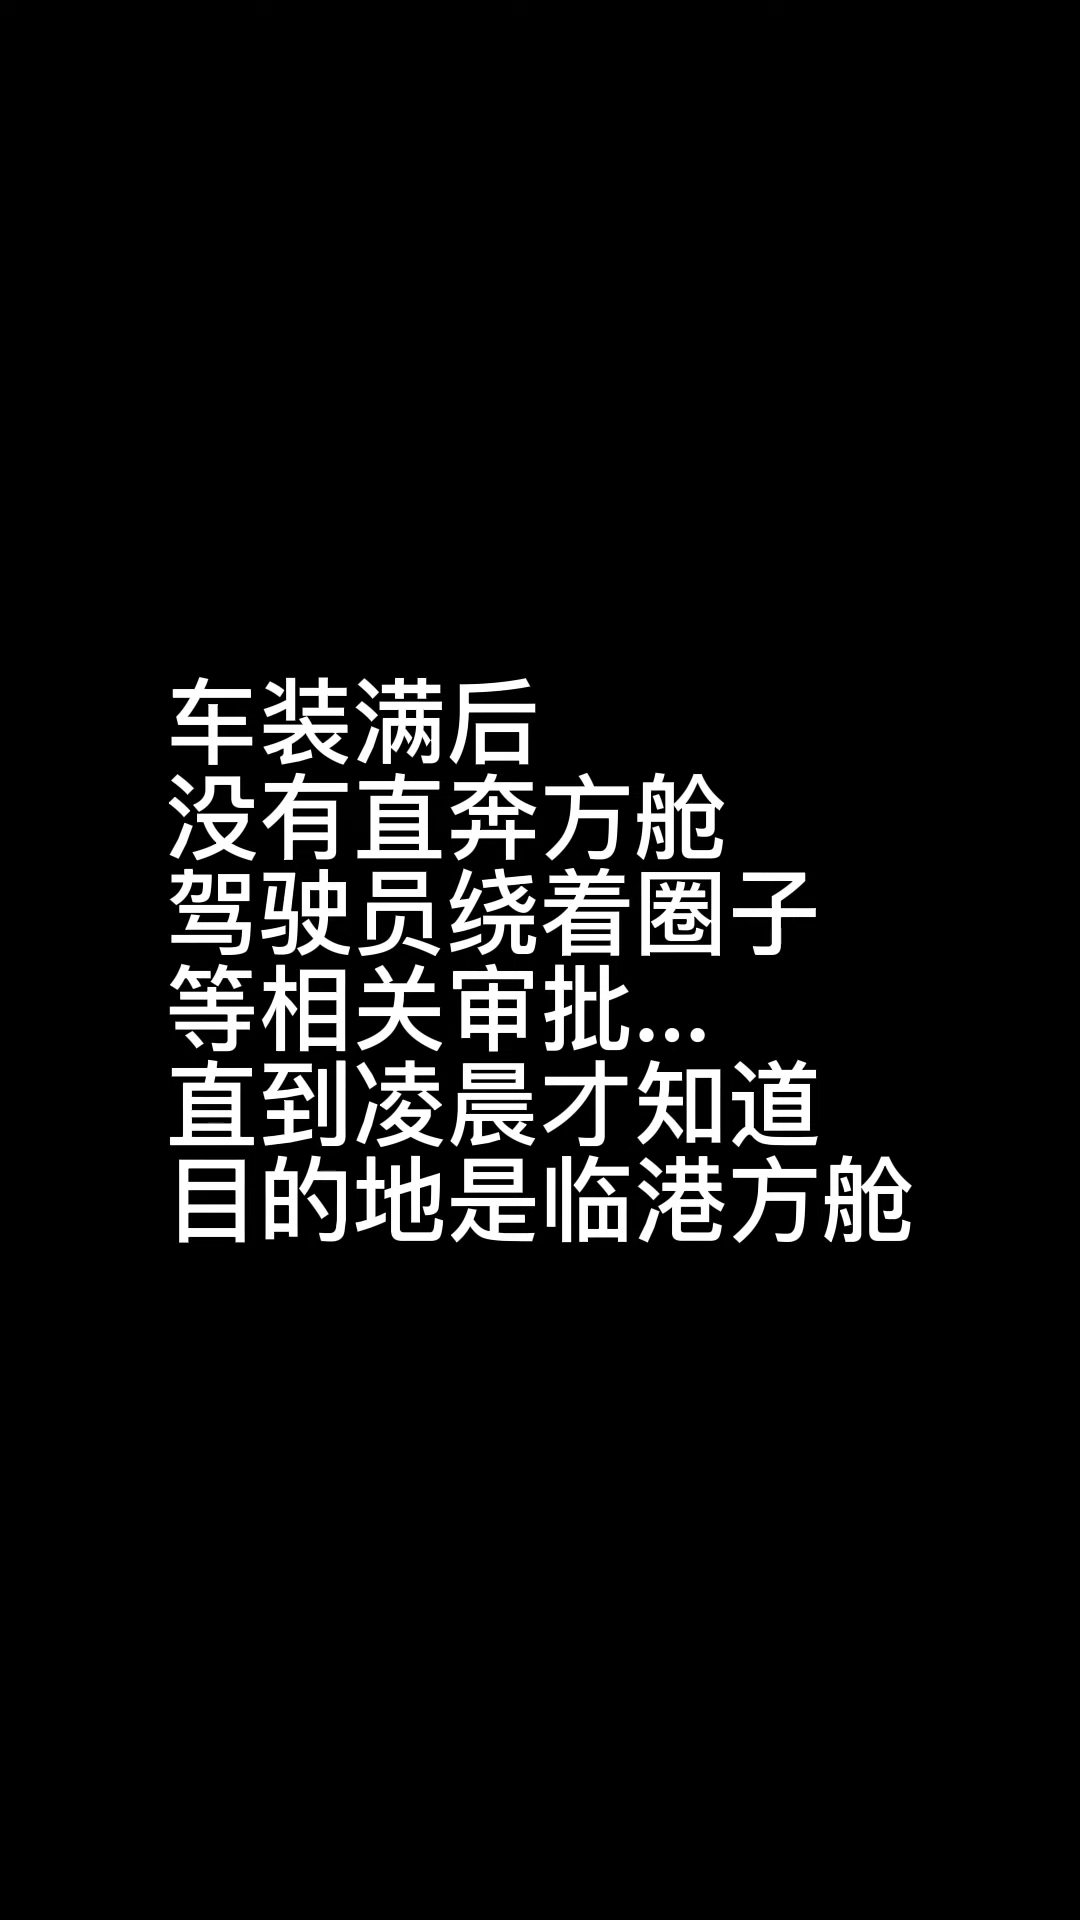 车装满后
没有直奔方舱
驾驶员绕着圈子
等相关审批...
直到凌晨才知道
目的地是临港方舱